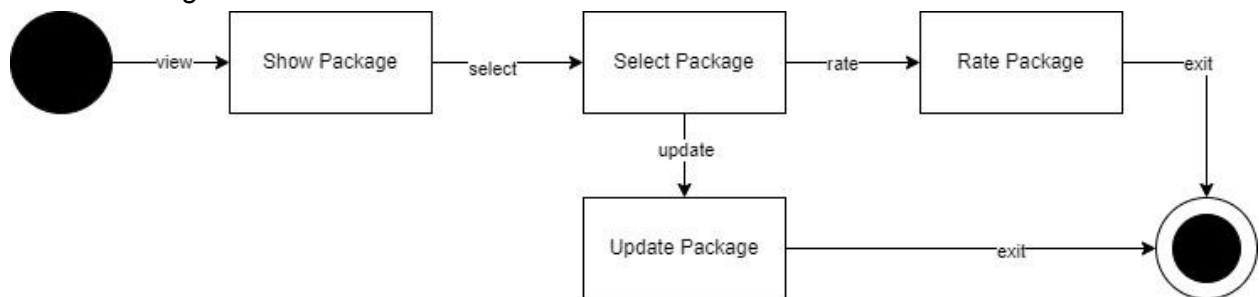 view
Show Package
select
Select Package
rate
Rate Package
exit
update
Update Package
exit